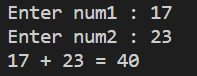 Enter num1 : 17
Enter num2 : 23
17 + 23 = 40